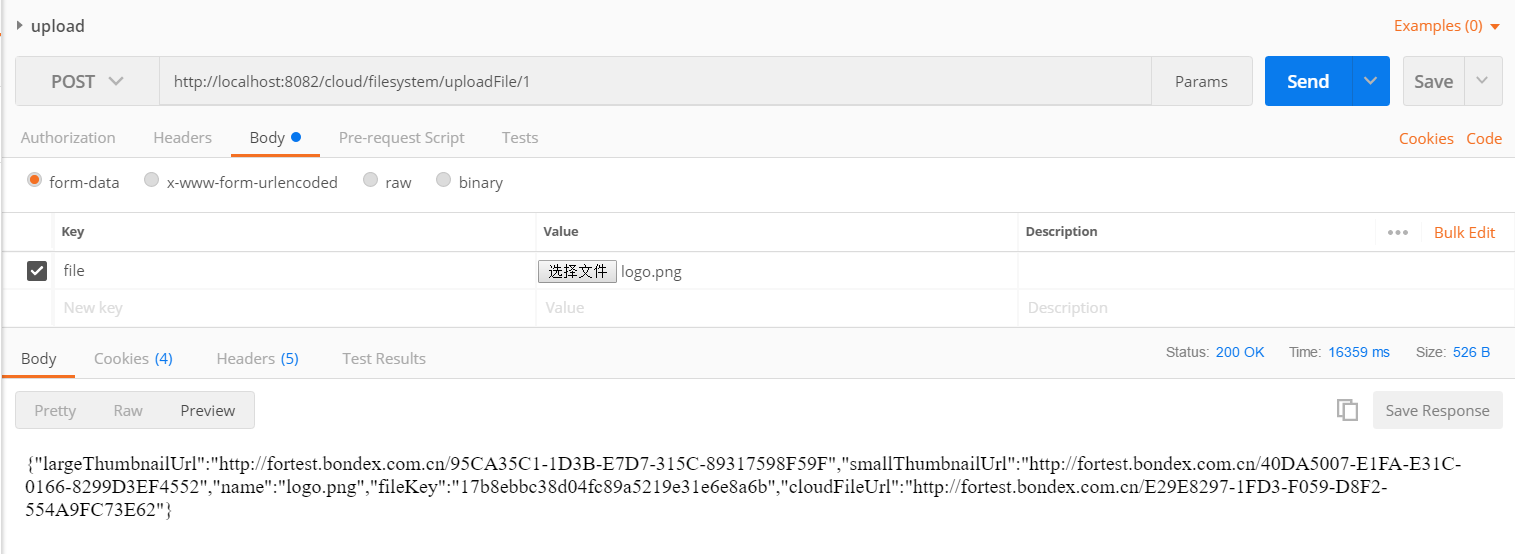 upload
Examples (0)
POST
http://localhost:8082/cloud/filesystem/uploadFile/1
Params
Send
Save
Authorization
Headers
Body
Pre-request Script
Tests
Cookies
Code
form-data
x-www-form-urlencoded
raw
binary
Key
Value
Description
Bulk Edit
file
选择文件 logo.png
New key
Value
Description
Body
Cookies (4)
Headers (5)
Test Results
Status: 200 OK
Time: 16359 ms
Size: 526 B
Pretty
Raw
Preview
Save Response
{"largeThumbnailUrl":"http://fortest.bondex.com.cn/95CA35C1-1D3B-E7D7-315C-89317598F59F","smallThumbnailUrl":"http://fortest.bondex.com.cn/40DA5007-E1FA-E31C-
0166-8299D3EF4552","name":"logo.png","fileKey":"17b8ebbc38d04fc89a5219e31e6e8a6b","cloudFileUrl":"http://fortest.bondex.com.cn/E29E8297-1FD3-F059-D8F2-
554A9FC73E62"}